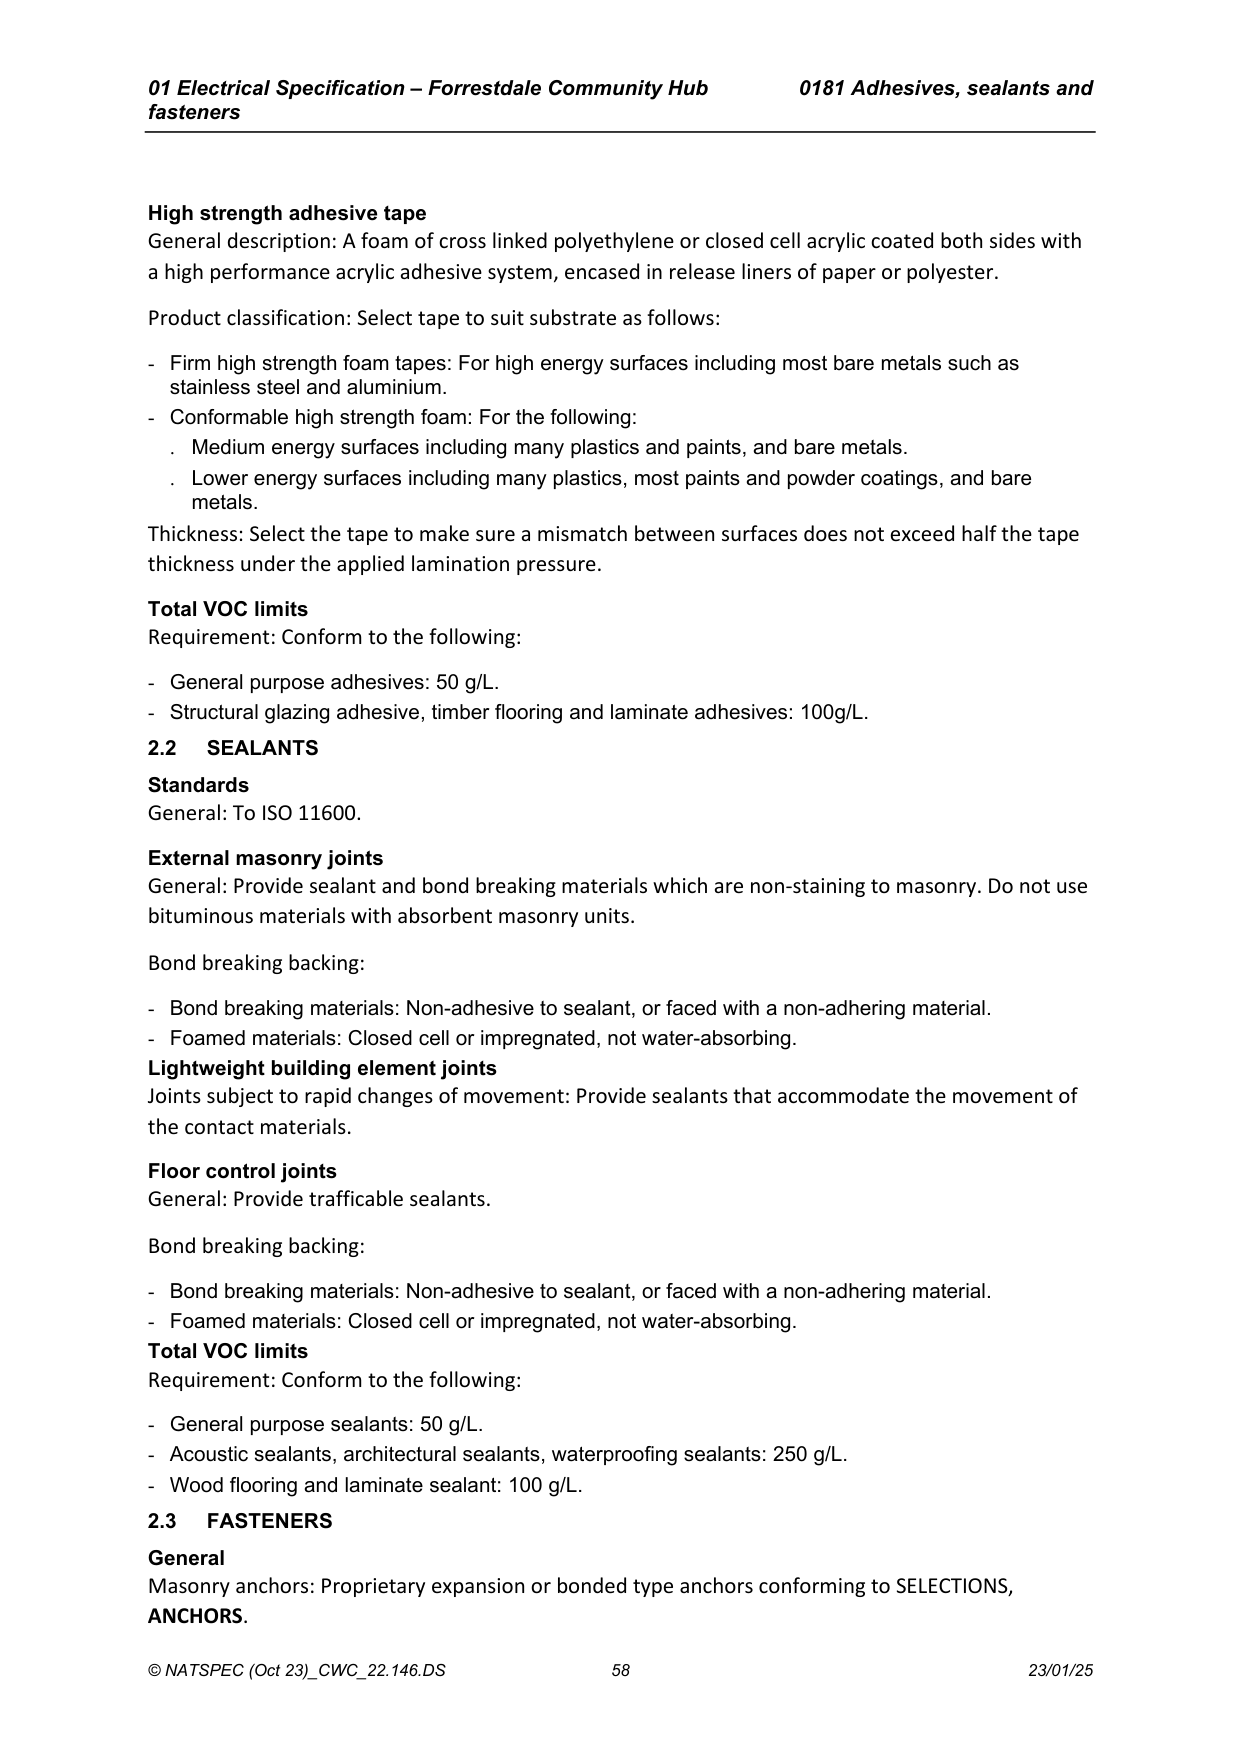 01 Electrical Specification – Forrestdale Community Hub 0181 Adhesives, sealants and
fasteners
High strength adhesive tape
General description: A foam of cross linked polyethylene or closed cell acrylic coated both sides with
a high performance acrylic adhesive system, encased in release liners of paper or polyester.
Product classification: Select tape to suit substrate as follows:
- Firm high strength foam tapes: For high energy surfaces including most bare metals such as
stainless steel and aluminium.
- Conformable high strength foam: For the following:
. Medium energy surfaces including many plastics and paints, and bare metals.
. Lower energy surfaces including many plastics, most paints and powder coatings, and bare
metals.
Thickness: Select the tape to make sure a mismatch between surfaces does not exceed half the tape
thickness under the applied lamination pressure.
Total VOC limits
Requirement: Conform to the following:
- General purpose adhesives: 50 g/L.
- Structural glazing adhesive, timber flooring and laminate adhesives: 100g/L.
2.2 SEALANTS
Standards
General: To ISO 11600.
External masonry joints
General: Provide sealant and bond breaking materials which are non-staining to masonry. Do not use
bituminous materials with absorbent masonry units.
Bond breaking backing:
- Bond breaking materials: Non-adhesive to sealant, or faced with a non-adhering material.
- Foamed materials: Closed cell or impregnated, not water-absorbing.
Lightweight building element joints
Joints subject to rapid changes of movement: Provide sealants that accommodate the movement of
the contact materials.
Floor control joints
General: Provide trafficable sealants.
Bond breaking backing:
- Bond breaking materials: Non-adhesive to sealant, or faced with a non-adhering material.
- Foamed materials: Closed cell or impregnated, not water-absorbing.
Total VOC limits
Requirement: Conform to the following:
- General purpose sealants: 50 g/L.
- Acoustic sealants, architectural sealants, waterproofing sealants: 250 g/L.
- Wood flooring and laminate sealant: 100 g/L.
2.3 FASTENERS
General
Masonry anchors: Proprietary expansion or bonded type anchors conforming to SELECTIONS,
ANCHORS.
© NATSPEC (Oct 23)_CWC_22.146.DS 58 23/01/25